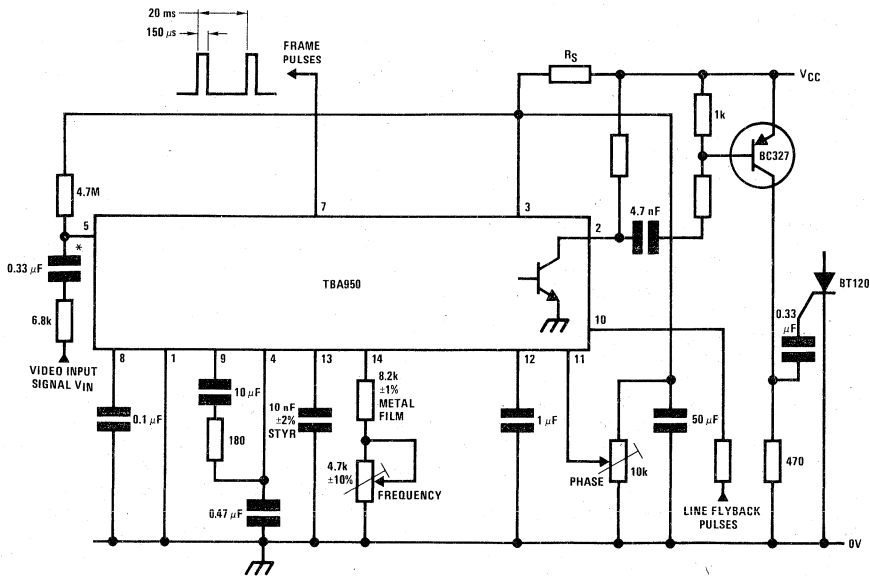 20 ms
150 µs
FRAME
PULSES
RS
VCC
1k
BC327
4.7M
7
3
5
*
4.7 nF
2
0.33 µF
TBA950
BT120
0.33
µF
6.8k
10
VIDEO INPUT
SIGNAL VIN
8
1
9
4
13
14
12
11
8.2k
±1%
METAL
FILM
10 µF
0.1 µF
10 nF
±2%
STYR
1 µF
50 µF
180
4.7k
±10%
FREQUENCY
PHASE
10k
470
0.47 µF
LINE FLYBACK
PULSES
0V